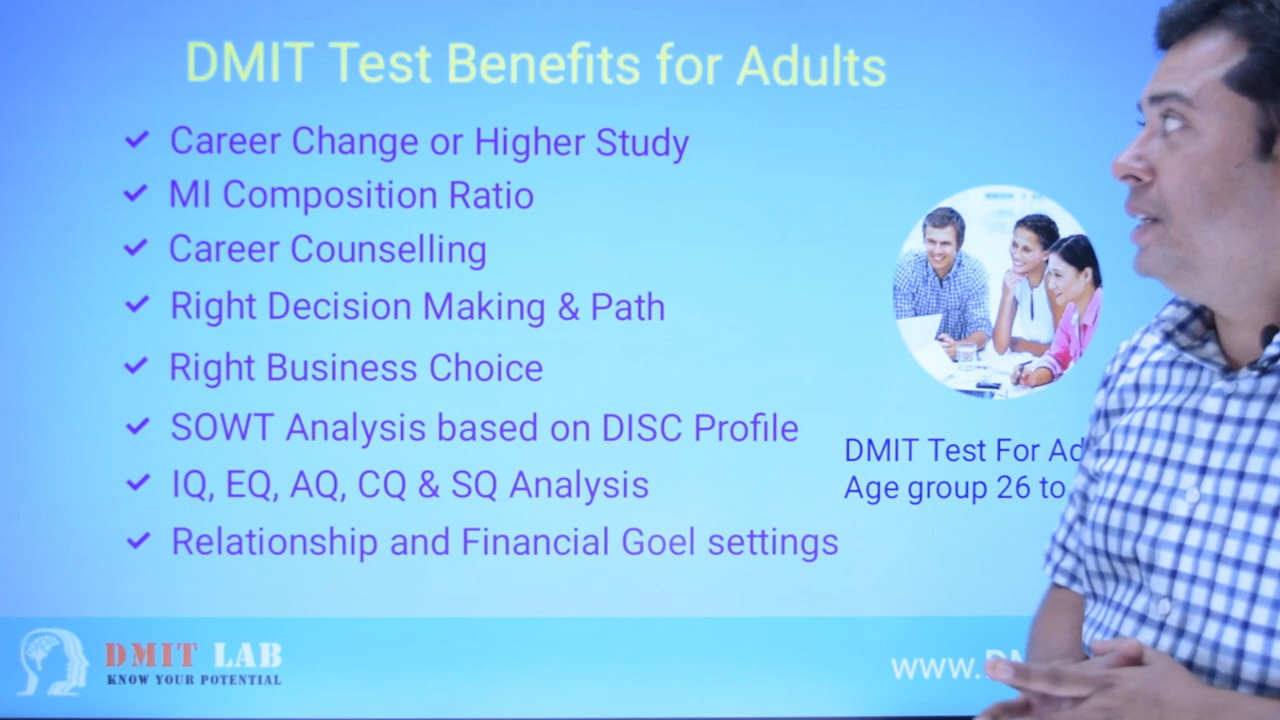 DMIT Test Benefits for Adults
Career Change or Higher Study
MI Composition Ratio
Career Counselling
Right Decision Making & Path
Right Business Choice
SOWT Analysis based on DISC Profile
IQ, EQ, AQ, CQ & SQ Analysis
Relationship and Financial Goel settings
DMIT Test For Ad
Age group 26 to
DMIT LAB
KNOW YOUR POTENTIAL
www.DM